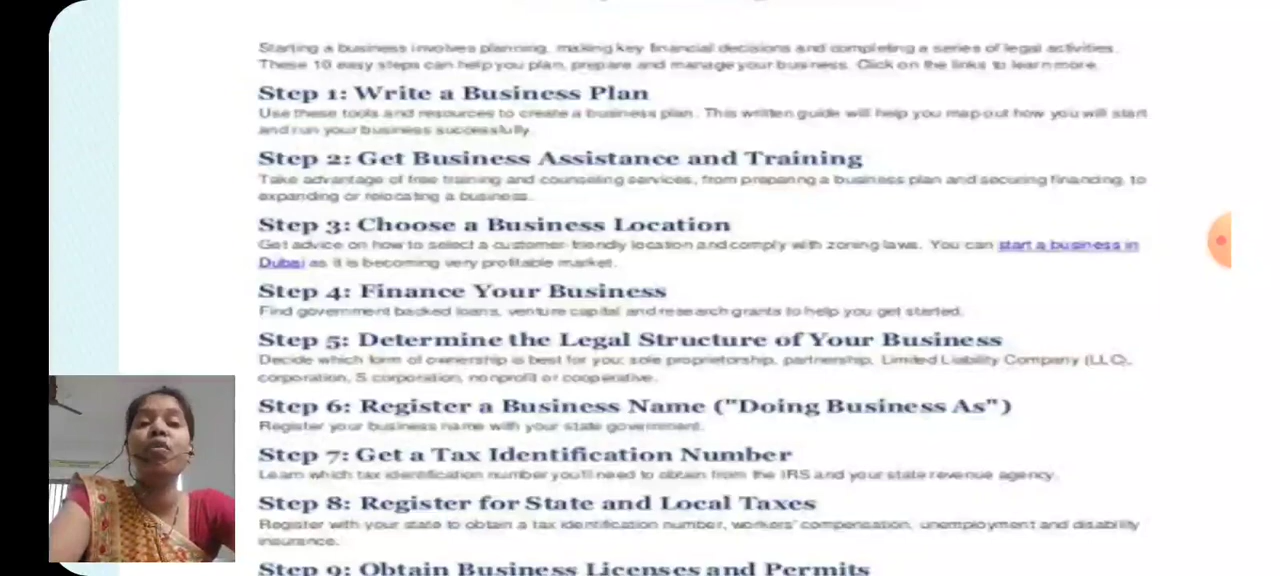 Starting a business involves planning, making key financial decisions and completing a series of legal activities.
These 10 easy steps can help you plan, prepare and manage your business. Click on the links to learn more.
Step 1: Write a Business Plan
Use these tools and resources to create a business plan. This written guide will help you map out how you will start
and run your business successfully.
Step 2: Get Business Assistance and Training
Take advantage of free training and counseling services, from preparing a business plan and securing financing, to
expanding or relocating a business.
Step 3: Choose a Business Location
Get advice on how to select a customer-friendly location and comply with zoning laws. You can start a business in
Dubai as it is becoming very profitable market.
Step 4: Finance Your Business
Find government backed loans, venture capital and research grants to help you get started.
Step 5: Determine the Legal Structure of Your Business
Decide which form of ownership is best for you: sole proprietorship, partnership, Limited Liability Company (LLC),
corporation, S corporation, nonprofit or cooperative.
Step 6: Register a Business Name ("Doing Business As")
Register your business name with your state government.
Step 7: Get a Tax Identification Number
Learn which tax identification number you'll need to obtain from the IRS and your state revenue agency.
Step 8: Register for State and Local Taxes
Register with your state to obtain a tax identification number, workers' compensation, unemployment and disability
insurance.
Step 9: Obtain Business Licenses and Permits